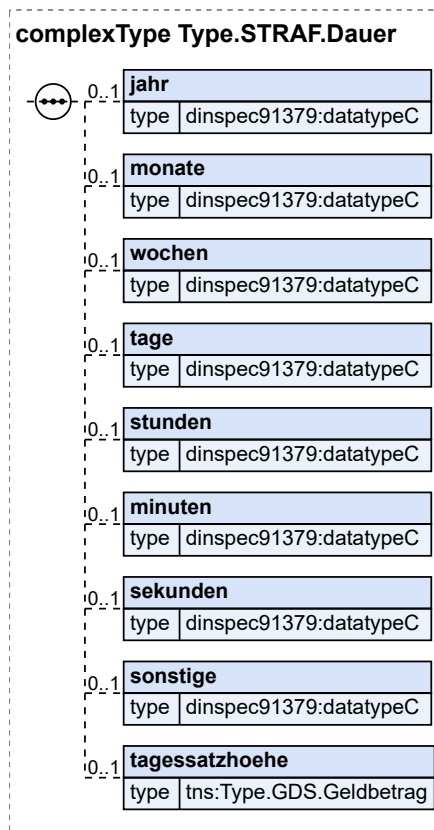 complexType Type.STRAF.Dauer
0..1 jahr
type dinspec91379:datatypeC
0..1 monate
type dinspec91379:datatypeC
0..1 wochen
type dinspec91379:datatypeC
0..1 tage
type dinspec91379:datatypeC
0..1 stunden
type dinspec91379:datatypeC
0..1 minuten
type dinspec91379:datatypeC
0..1 sekunden
type dinspec91379:datatypeC
0..1 sonstige
type dinspec91379:datatypeC
0..1 tagessatzhoehe
type tns:Type.GDS.Geldbetrag